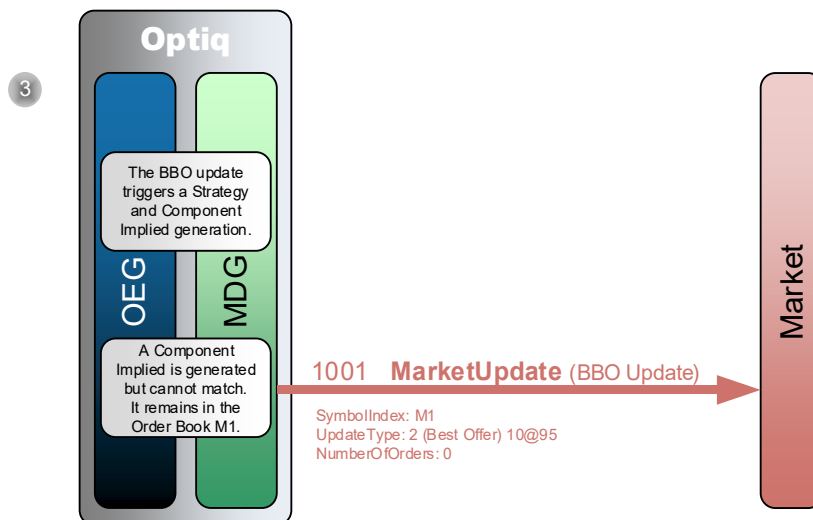 Optiq
3
The BBO update
triggers a Strategy
and Component
Implied generation.
OEG
MDG
Market
A Component
Implied is generated
but cannot match.
It remains in the
Order Book M1.
1001 MarketUpdate (BBO Update)
SymbolIndex: M1
UpdateType: 2 (Best Offer) 10@95
NumberOfOrders: 0